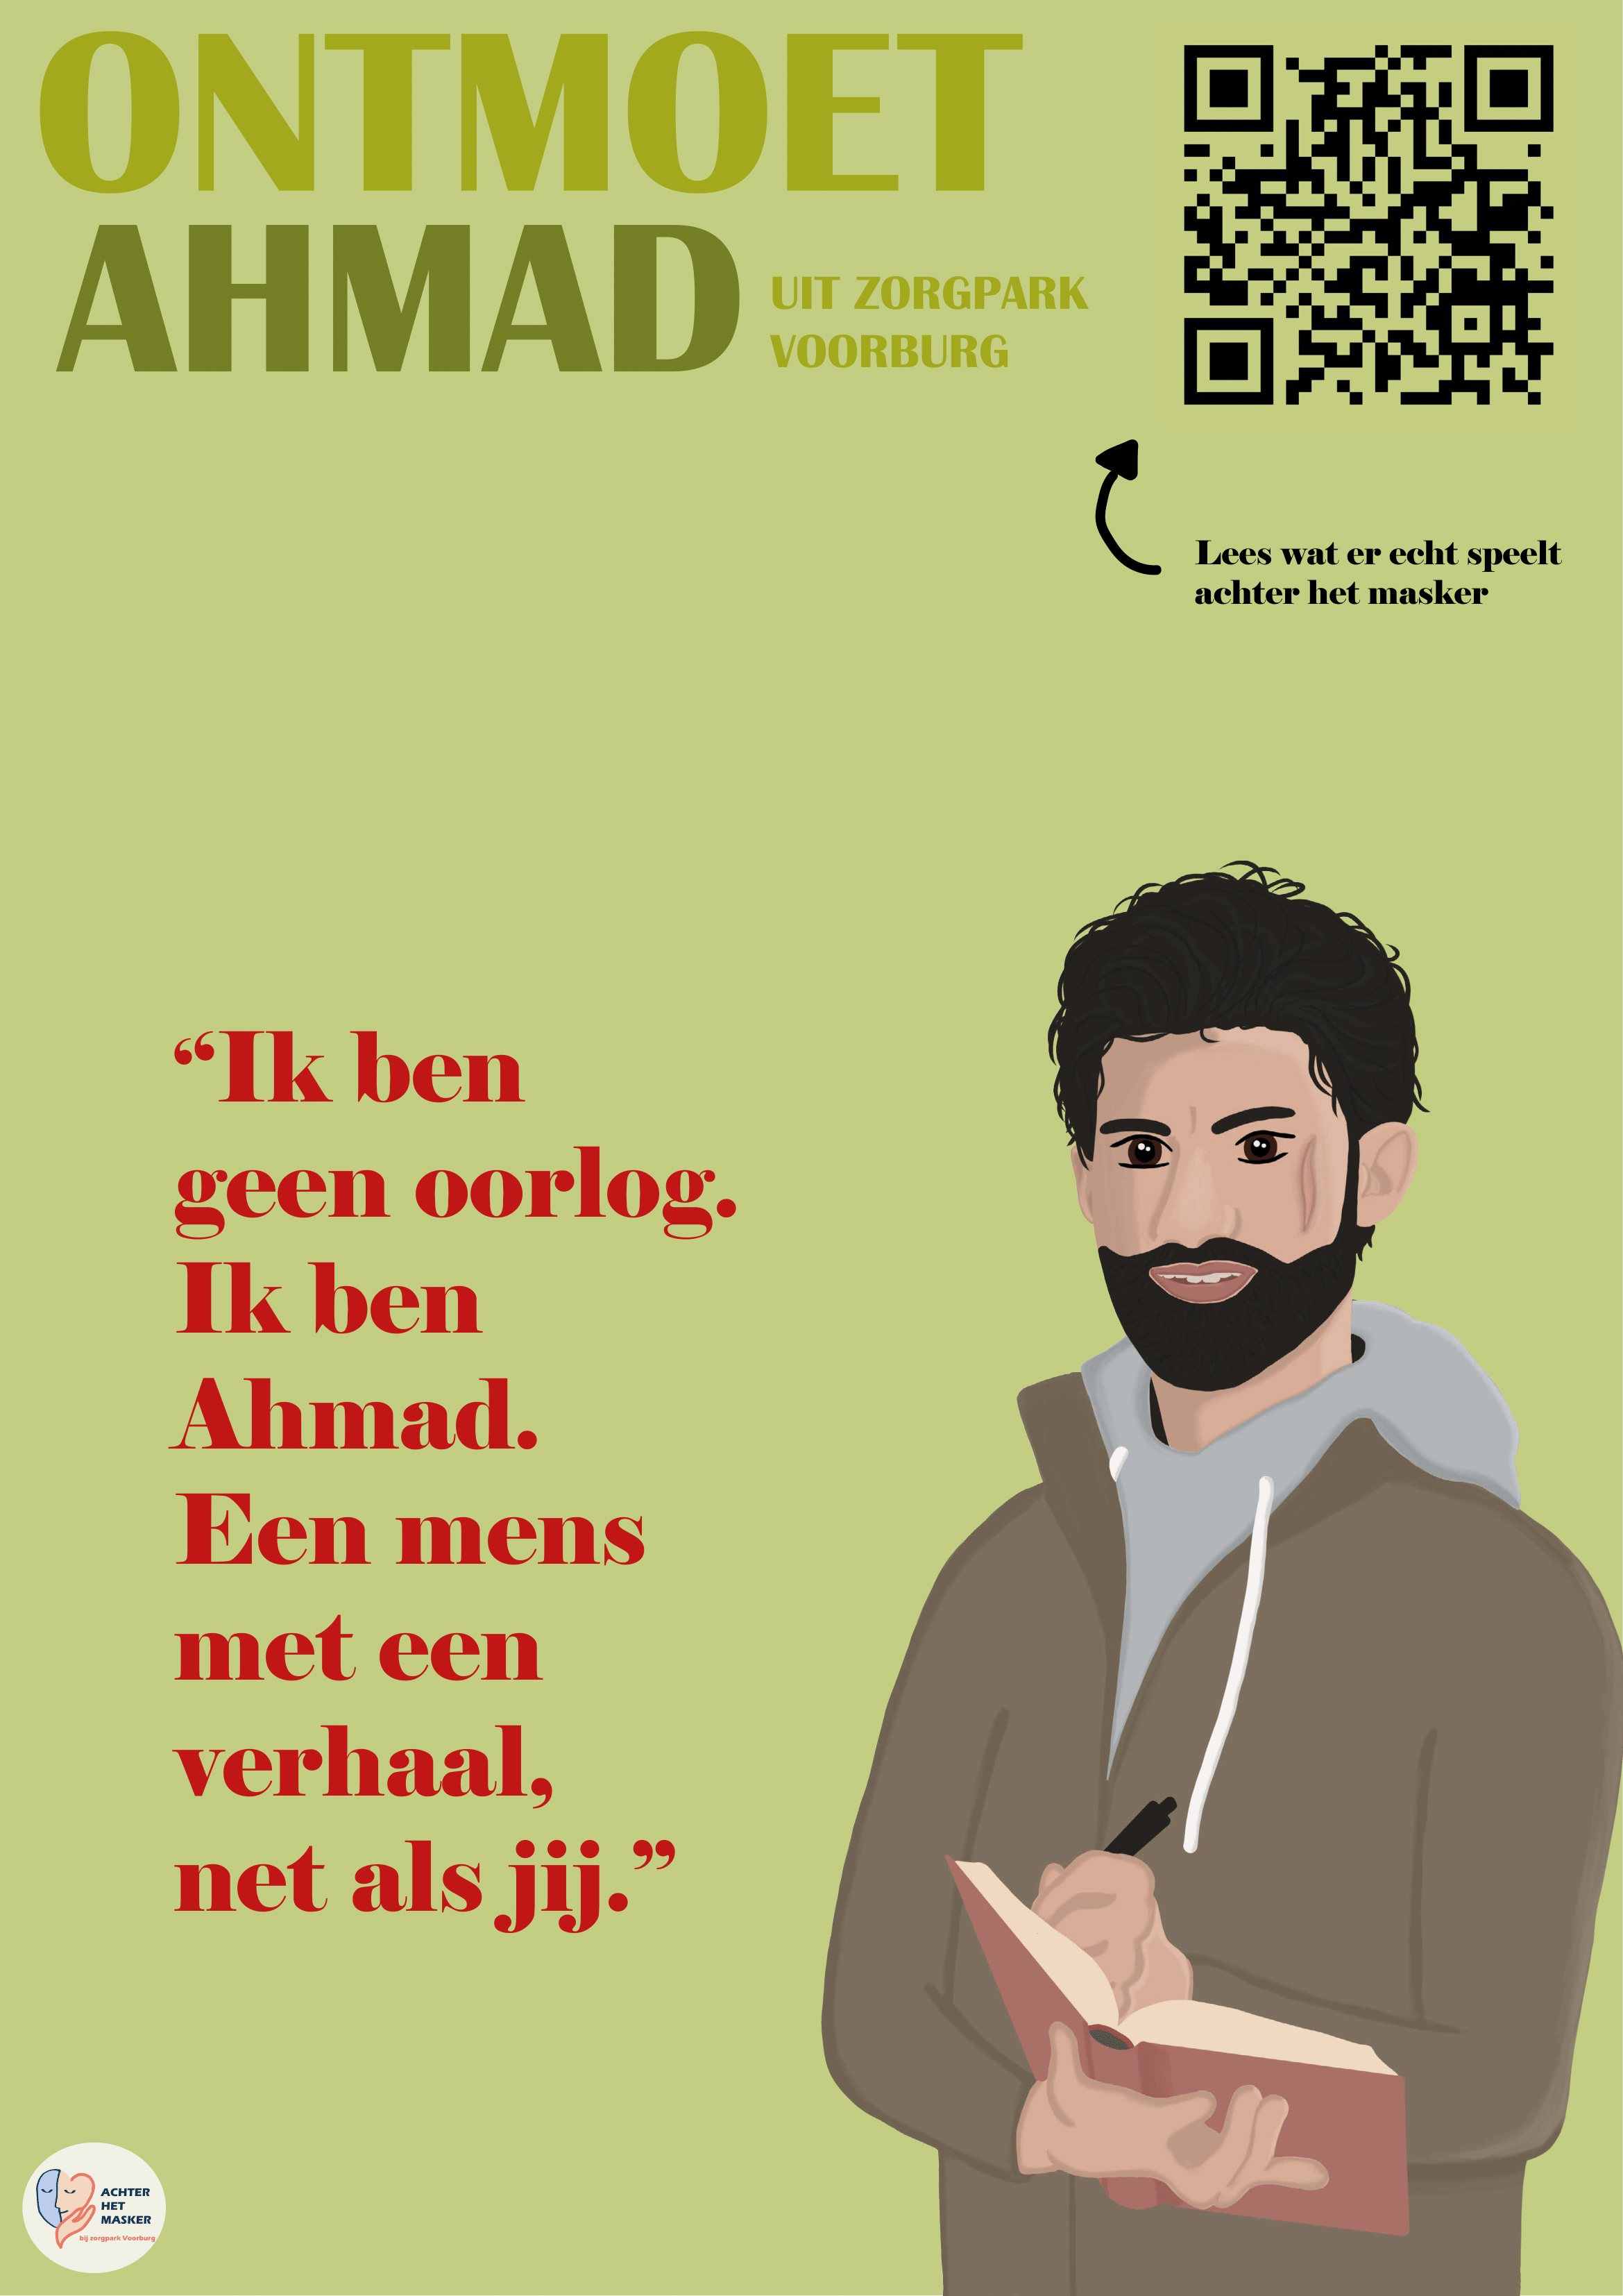 ONTMOET
AHMAD
UIT ZORGPARK
VOORBURG
Lees wat er echt speelt
achter het masker
“Ik ben
geen oorlog.
Ik ben
Ahmad.
Een mens
met een
verhaal,
net als jij.”
ACHTER
HET
MASKER
bij zorgpark Voorburg